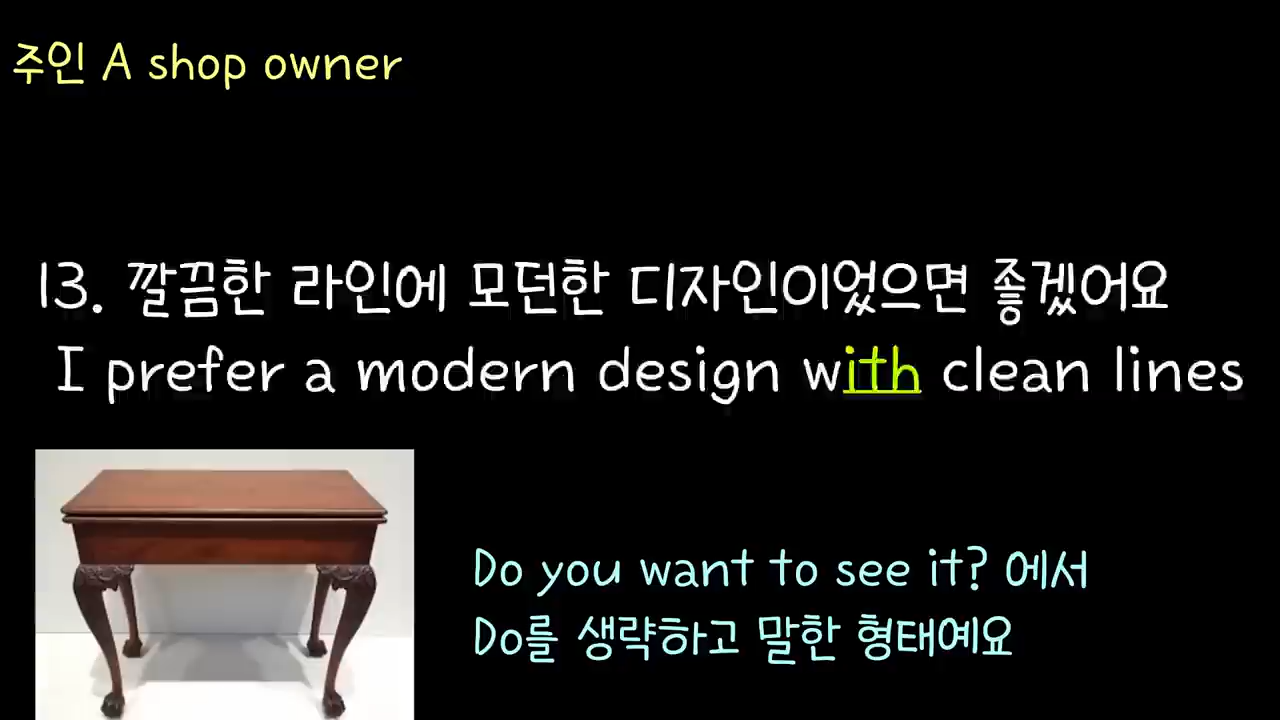 주인 A shop owner
13. 깔끔한 라인에 모던한 디자인이었으면 좋겠어요
I prefer a modern design with clean lines
Do you want to see it? 에서
Do를 생략하고 말한 형태예요